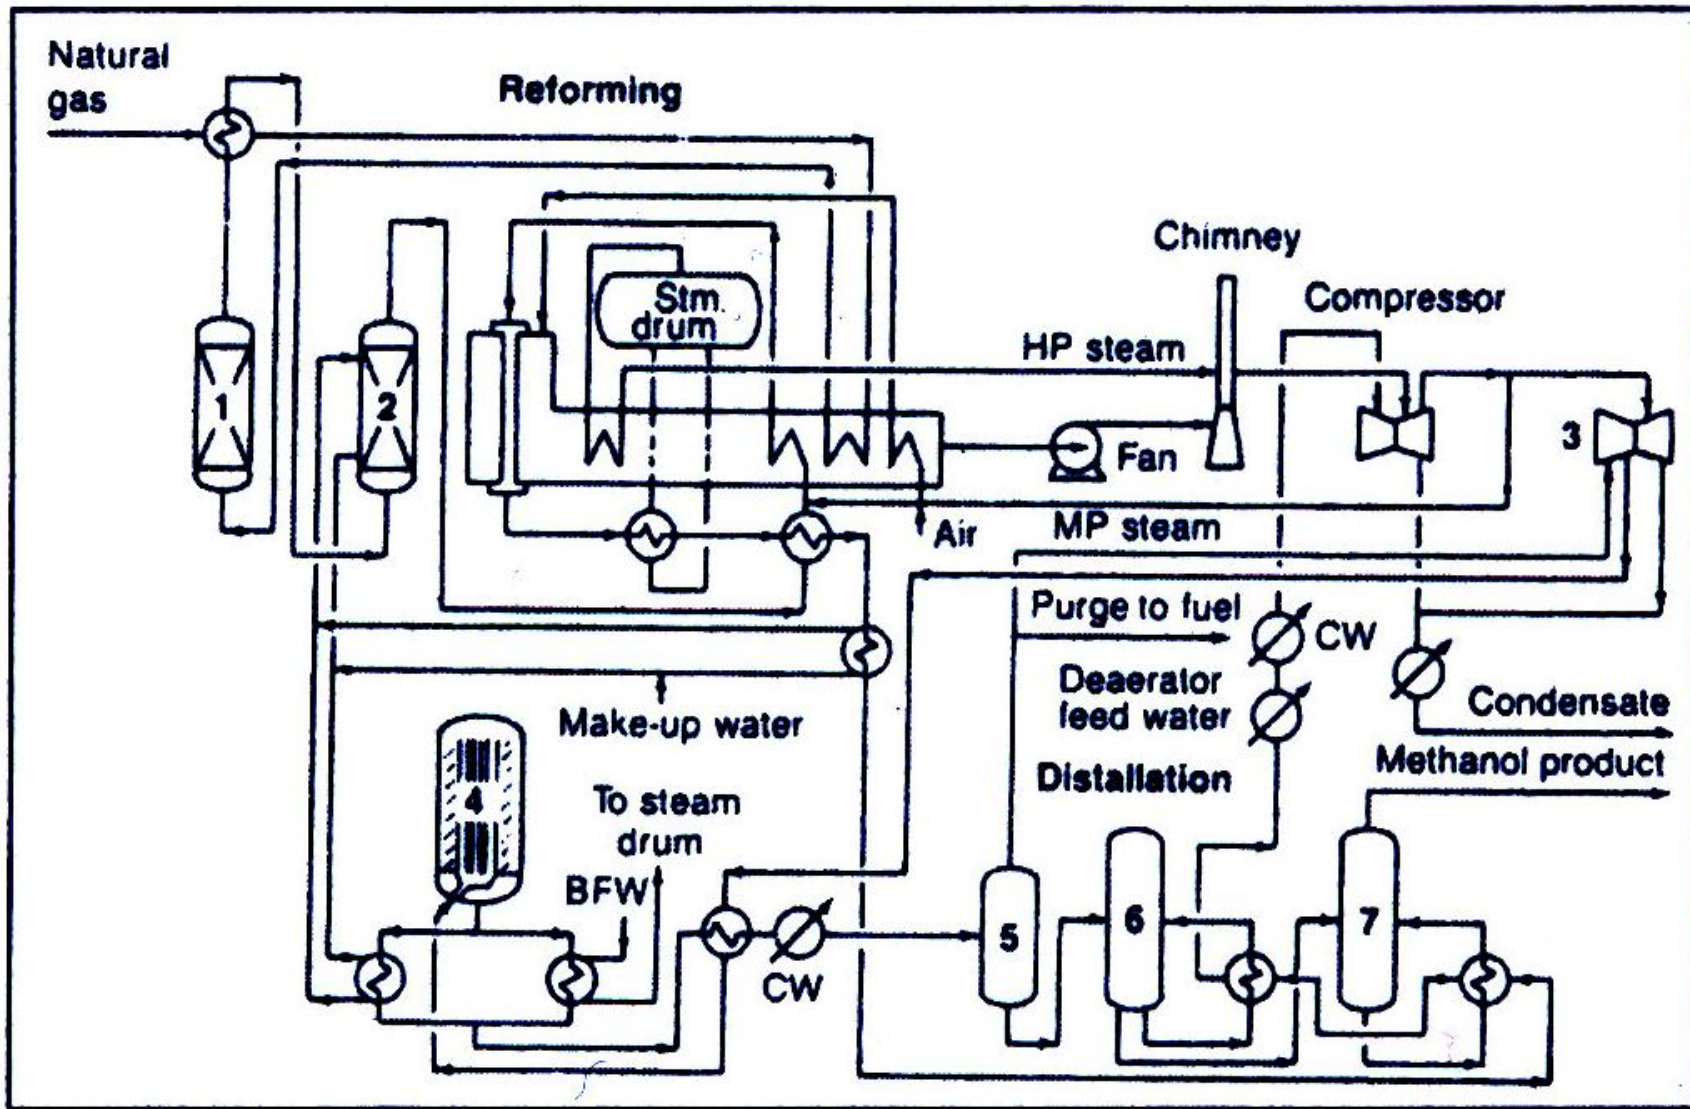 Natural
gas
Reforming
Chimney
Compressor
Stm.
drum
HP steam
1
2
3
Fan
Air
MP steam
Purge to fuel
CW
Deaerator
feed water
Condensate
Make-up water
Methanol product
Distallation
4
To steam
drum
BFW
5
6
7
CW